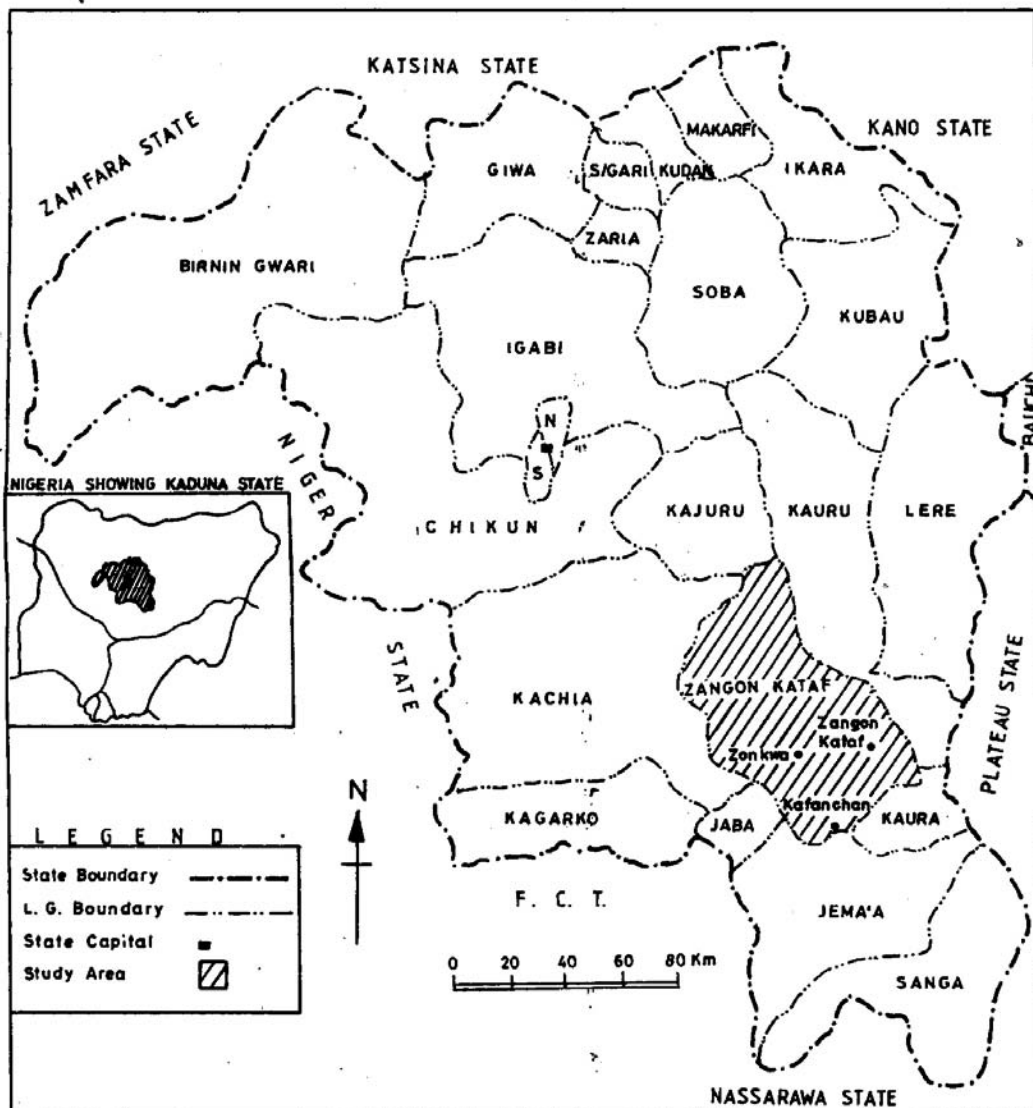 KATSINA STATE
ZAMFARA STATE
KANO STATE
MAKARFI
GIWA
S/GARI
KUDAN
IKARA
ZARIA
BIRNIN GWARI
SOBA
KUBAU
IGABI
BAUCHI
N
S
NIGER
STATE
NIGERIA SHOWING KADUNA STATE
CHIKUN
KAJURU
KAURU
LERE
PLATEAU STATE
KACHIA
ZANGON KATAF
Zangon
Kataf
Zonkwa
Kafanchan
KAGARKO
JABA
KAURA
N
LEGEND
State Boundary
L. G. Boundary
State Capital
Study Area
F. C. T.
JEMA'A
SANGA
0 20 40 60 80 Km
NASSARAWA STATE